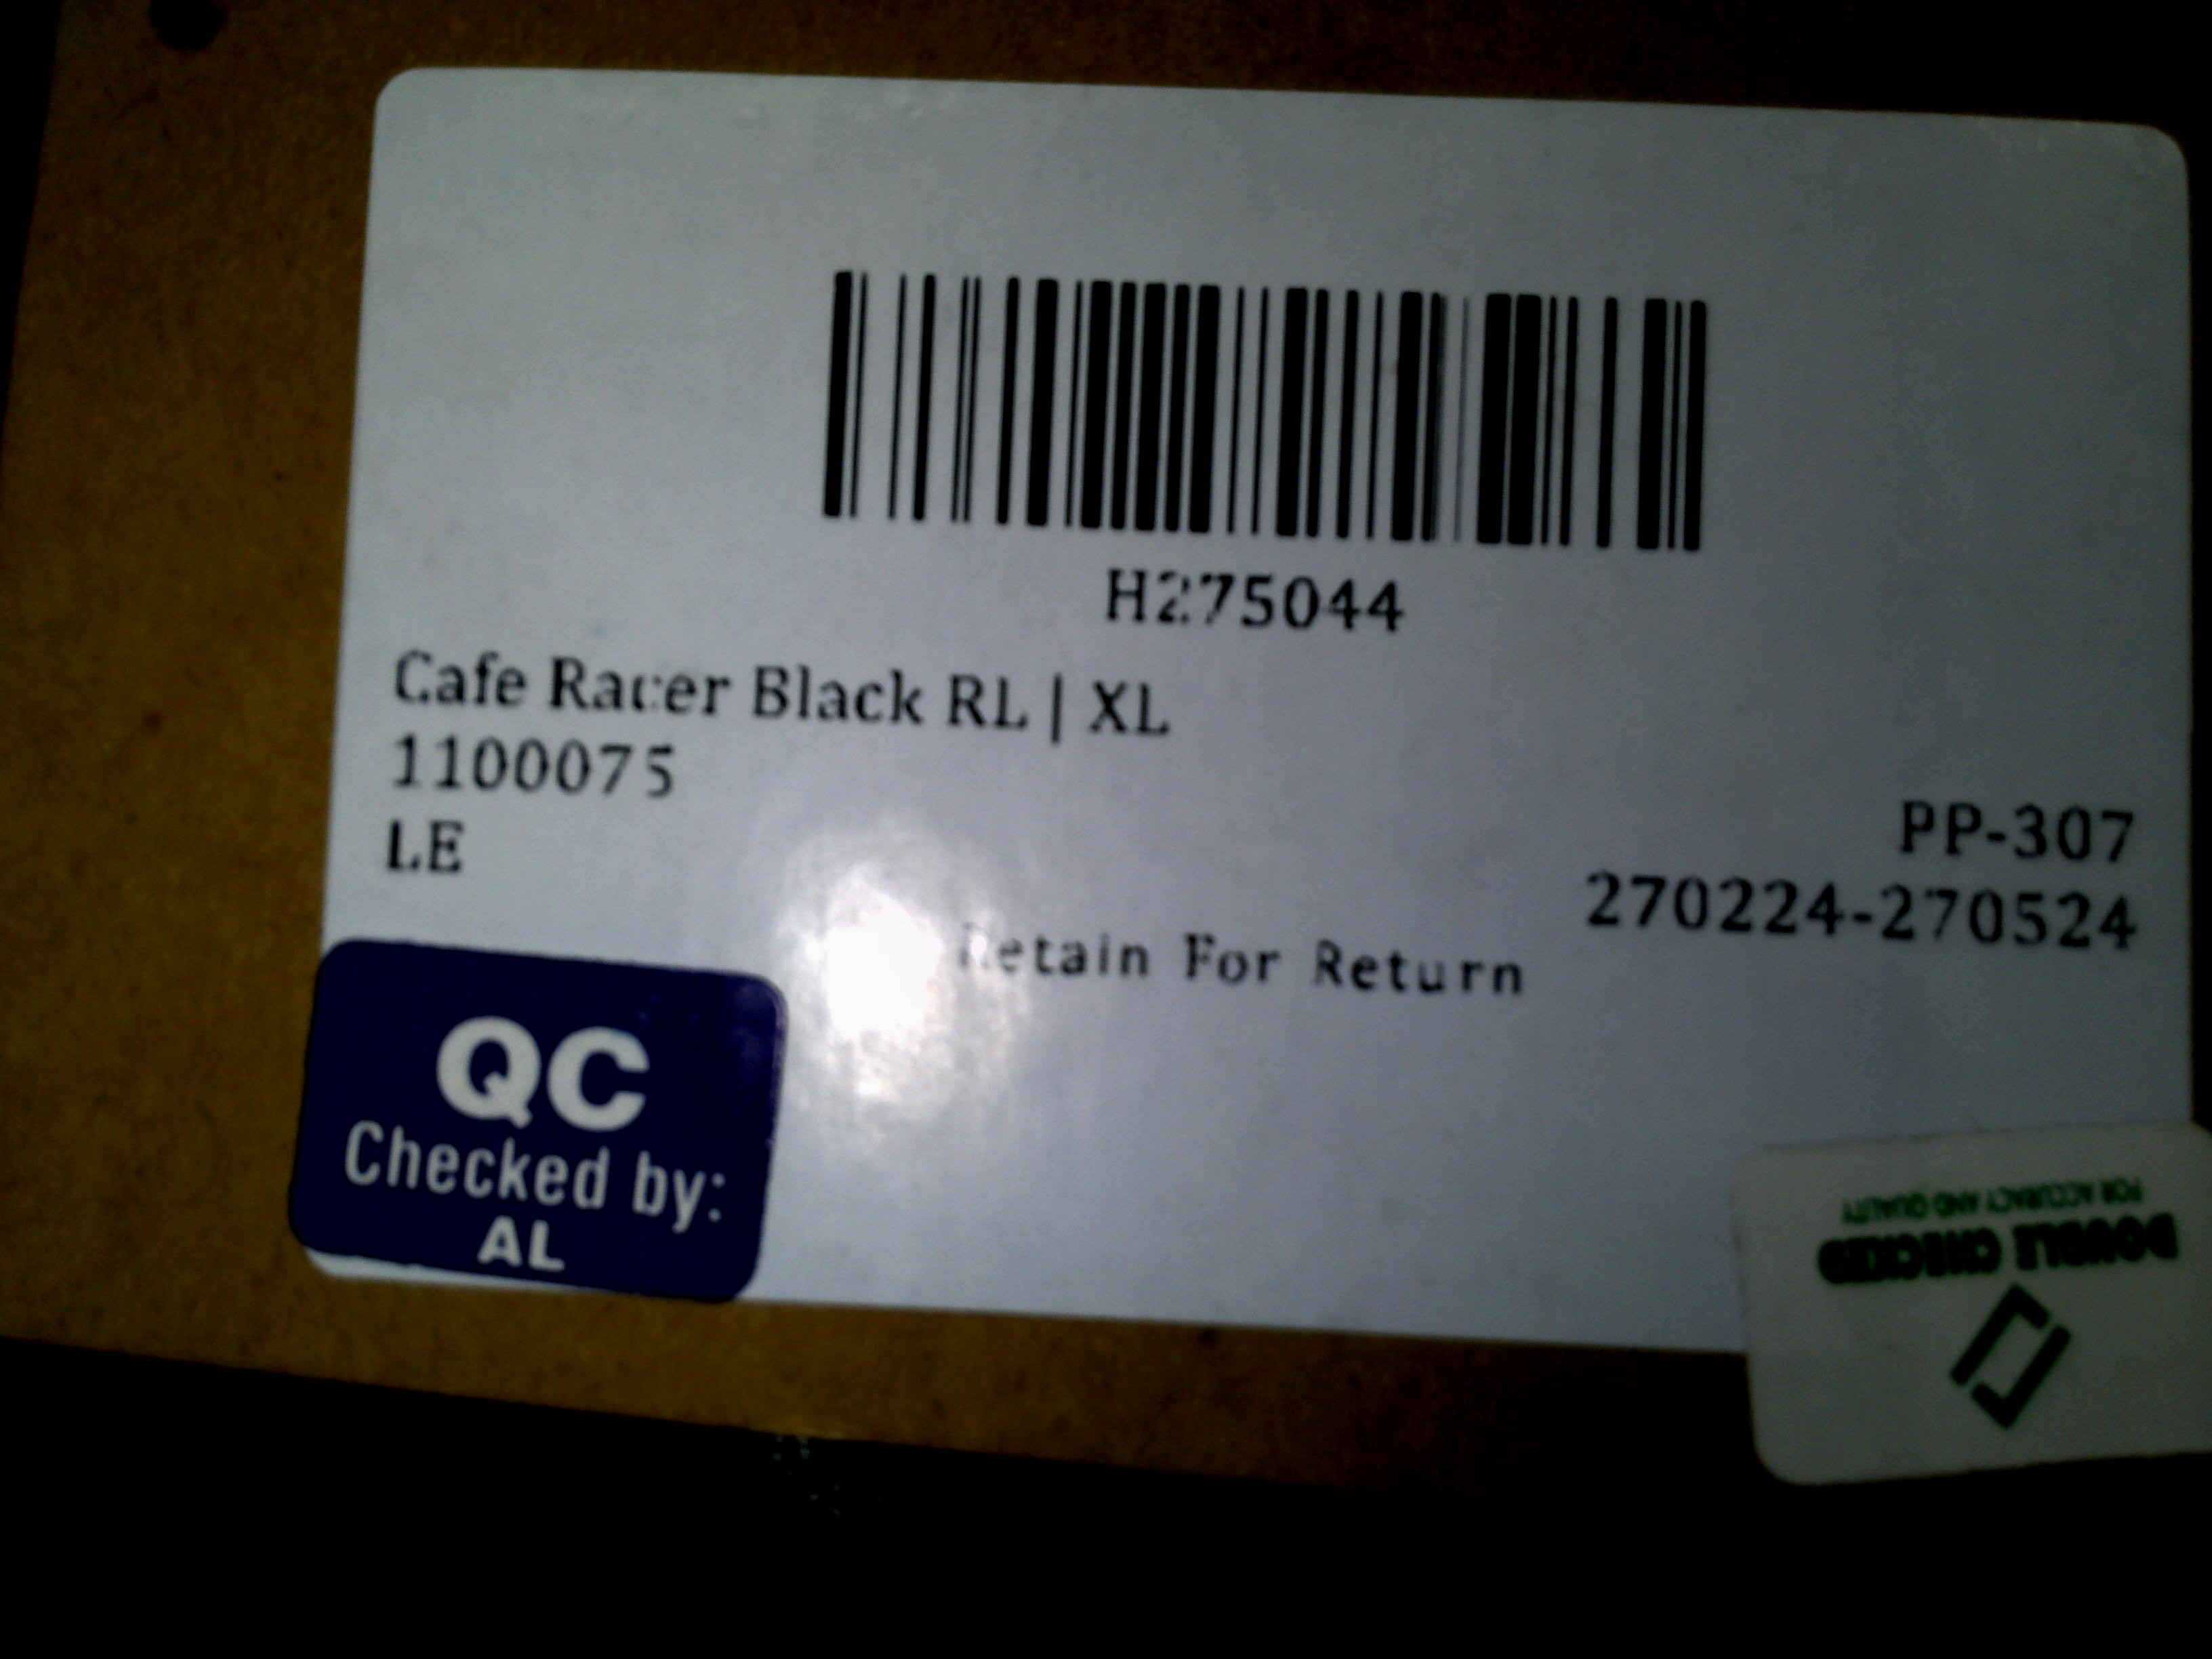 H275044
Cafe Racer Black RL | XL
1100075
LE
PP-307
270224-270524
Retain For Return
QC
Checked by:
AL
DOUBLE CHECKED
FOR ACCURACY AND QUALITY